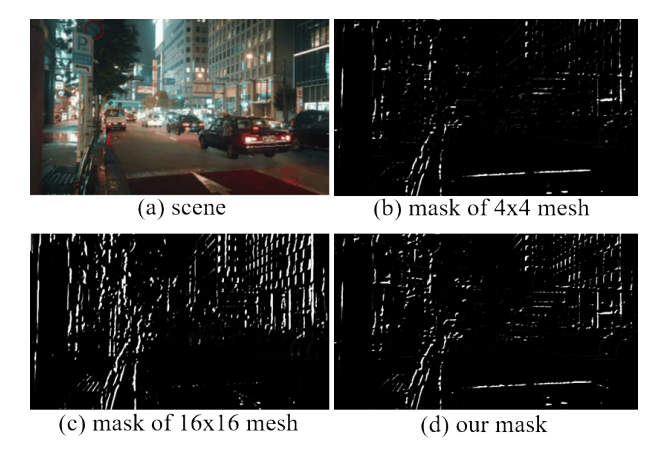 P
(a) scene
(b) mask of 4x4 mesh
(c) mask of 16x16 mesh
(d) our mask